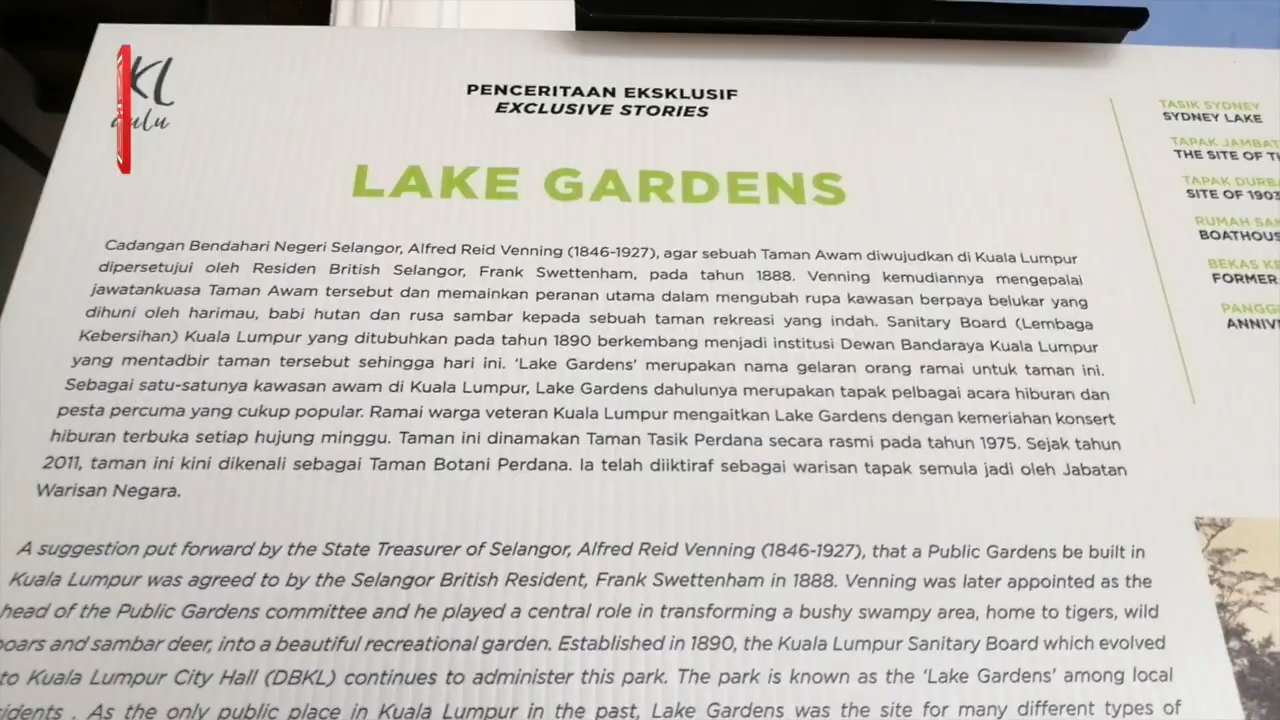 KL
PENCERITAAN EKSKLUSIF
EXCLUSIVE STORIES
LAKE GARDENS
Cadangan Bendahari Negeri Selangor, Alfred Reid Venning (1846-1927), agar sebuah Taman Awam diwujudkan di Kuala Lumpur
dipersetujui oleh Residen British Selangor, Frank Swettenham, pada tahun 1888. Venning kemudiannya mengepalai
jawatankuasa Taman Awam tersebut dan memainkan peranan utama dalam mengubah rupa kawasan berpaya belukar yang
dihuni oleh harimau, babi hutan dan rusa sambar kepada sebuah taman rekreasi yang indah. Sanitary Board (Lembaga
Kebersihan) Kuala Lumpur yang ditubuhkan pada tahun 1890 berkembang menjadi institusi Dewan Bandaraya Kuala Lumpur
yang mentadbir taman tersebut sehingga hari ini. 'Lake Gardens' merupakan nama gelaran orang ramai untuk taman ini.
Sebagai satu-satunya kawasan awam di Kuala Lumpur, Lake Gardens dahulunya merupakan tapak pelbagai acara hiburan dan
pesta percuma yang cukup popular. Ramai warga veteran Kuala Lumpur mengaitkan Lake Gardens dengan kemeriahan konsert
hiburan terbuka setiap hujung minggu. Taman ini dinamakan Taman Tasik Perdana secara rasmi pada tahun 1975. Sejak tahun
2011, taman ini kini dikenali sebagai Taman Botani Perdana. Ia telah diiktiraf sebagai warisan tapak semula jadi oleh Jabatan
Warisan Negara.
A suggestion put forward by the State Treasurer of Selangor, Alfred Reid Venning (1846-1927), that a Public Gardens be built in
Kuala Lumpur was agreed to by the Selangor British Resident, Frank Swettenham in 1888. Venning was later appointed as the
head of the Public Gardens committee and he played a central role in transforming a bushy swampy area, home to tigers, wild
and sambar deer, into a beautiful recreational garden. Established in 1890, the Kuala Lumpur Sanitary Board which evolved
to Kuala Lumpur City Hall (DBKL) continues to administer this park. The park is known as the 'Lake Gardens' among local
. As the only public place in Kuala Lumpur in the past, Lake Gardens was the site for many different types of
TASIK SYDNEY
SYDNEY LAKE
TAPAK
THE SITE OF
TAPAK
SITE OF 1903
RUMAH
BEKAS
FORMER